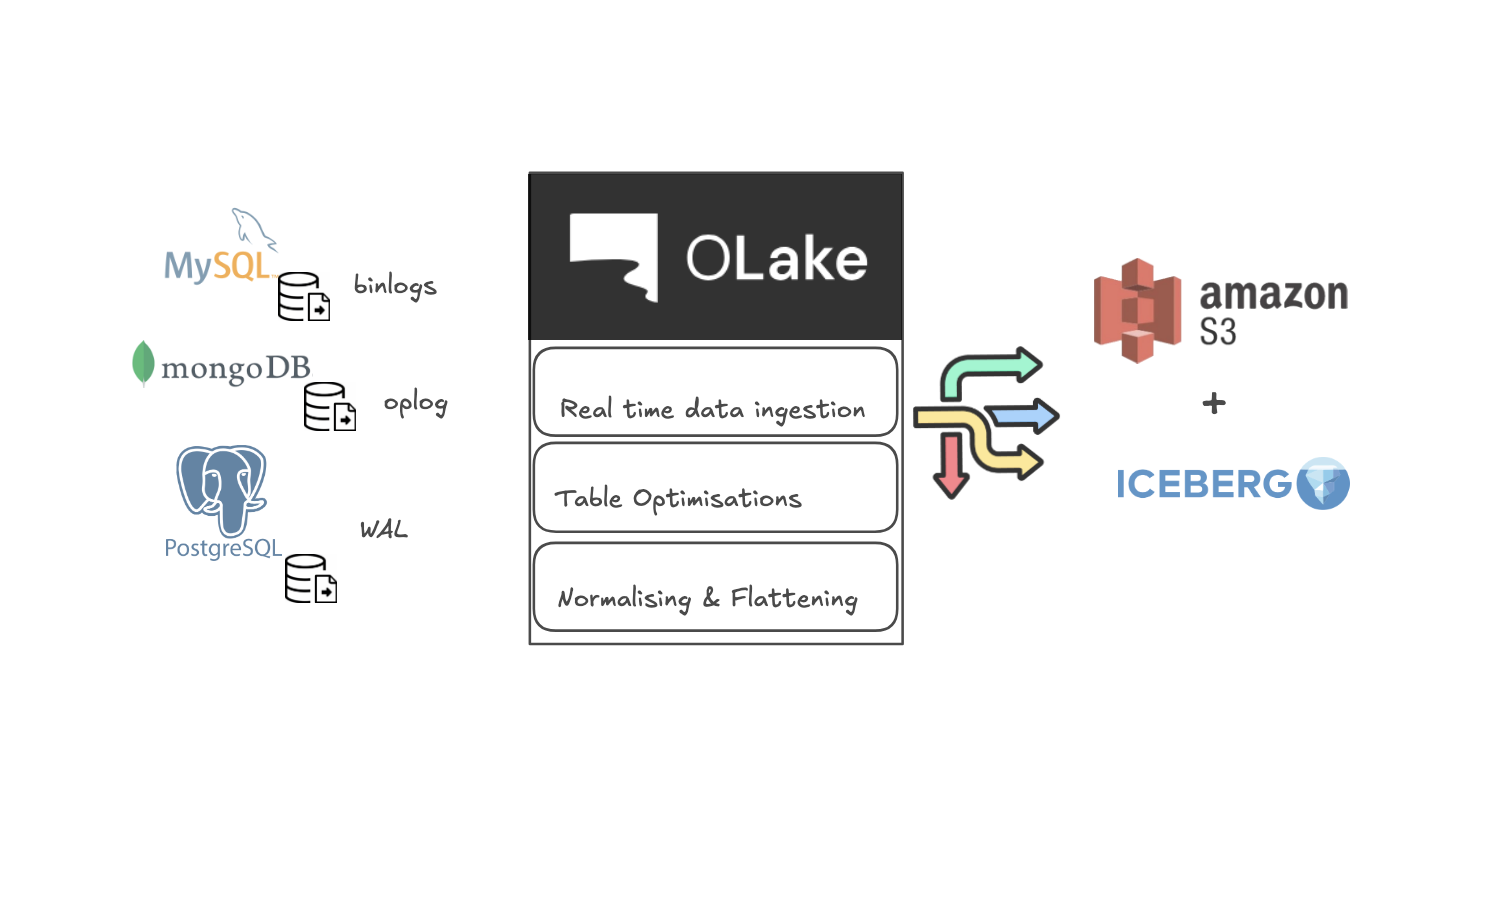 MySQL
binlogs
mongoDB
oplog
PostgreSQL
WAL
OLake
Real time data ingestion
Table Optimisations
Normalising & Flattening
amazon
S3
+
ICEBERG